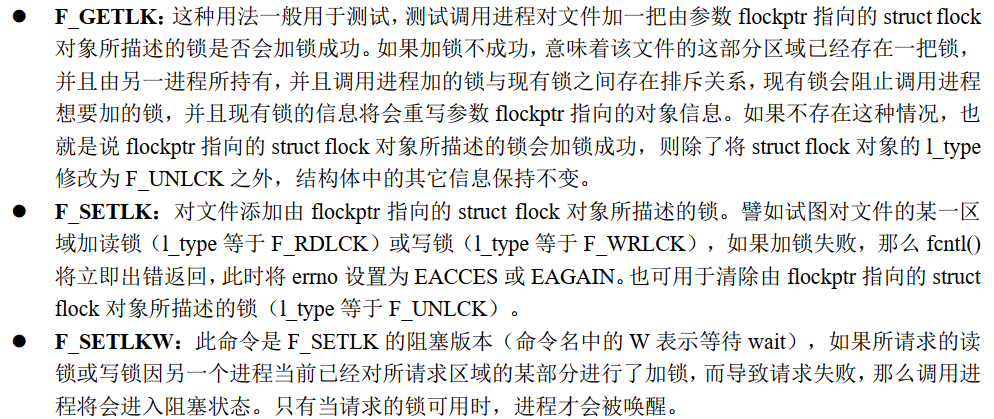 ● F_GETLK：这种用法一般用于测试，测试调用进程对文件加一把由参数 flockptr 指向的 struct flock
对象所描述的锁是否会加锁成功。如果加锁不成功，意味着该文件的这部分区域已经存在一把锁，
并且由另一进程所持有，并且调用进程加的锁与现有锁之间存在排斥关系，现有锁会阻止调用进程
想要加的锁，并且现有锁的信息将会重写参数 flockptr 指向的对象信息。如果不存在这种情况，也
就是说 flockptr 指向的 struct flock 对象所描述的锁会加锁成功，则除了将 struct flock 对象的 l_type
修改为 F_UNLCK 之外，结构体中的其它信息保持不变。
● F_SETLK：对文件添加由 flockptr 指向的 struct flock 对象所描述的锁。譬如试图对文件的某一区
域加读锁（l_type 等于 F_RDLCK）或写锁（l_type 等于 F_WRLCK），如果加锁失败，那么 fcntl()
将立即出错返回，此时将 errno 设置为 EACCES 或 EAGAIN。也可用于清除由 flockptr 指向的 struct
flock 对象所描述的锁（l_type 等于 F_UNLCK）。
● F_SETLKW：此命令是 F_SETLK 的阻塞版本（命令名中的 W 表示等待 wait），如果所请求的读
锁或写锁因另一个进程当前已经对所请求区域的某部分进行了加锁，而导致请求失败，那么调用进
程将会进入阻塞状态。只有当请求的锁可用时，进程才会被唤醒。